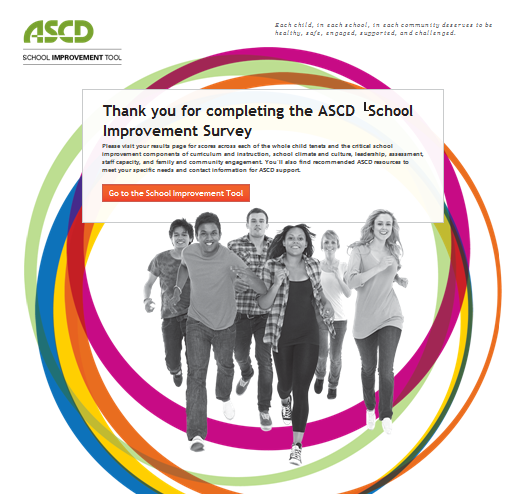 ASCD
SCHOOL IMPROVEMENT TOOL
Each child, in each school, in each community deserves to be
healthy, safe, engaged, supported, and challenged.
Thank you for completing the ASCD School
Improvement Survey
Please visit your results page for scores across each of the whole child tenets and the critical school
improvement components of curriculum and instruction, school climate and culture, leadership, assessment,
staff capacity, and family and community engagement. You'll also find recommended ASCD resources to
meet your specific needs and contact information for ASCD support.
Go to the School Improvement Tool